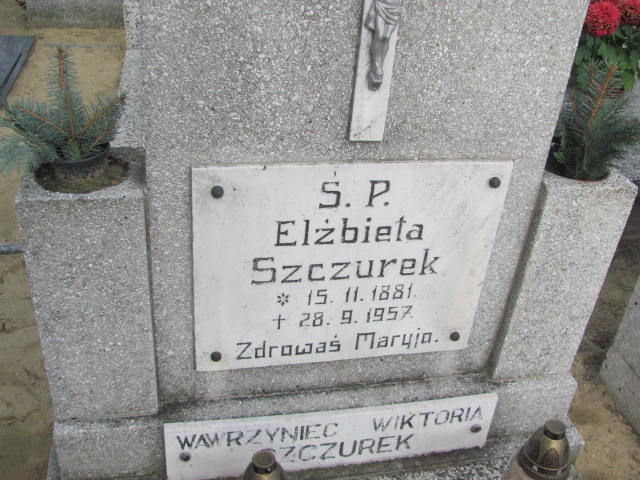 Ś. P.
Elżbieta
Szczurek
* 15. 11. 1881.
+ 28. 9. 1957.
Zdrowaś Maryjo.
WAWRZYNIEC WIKTORIA
SZCZUREK